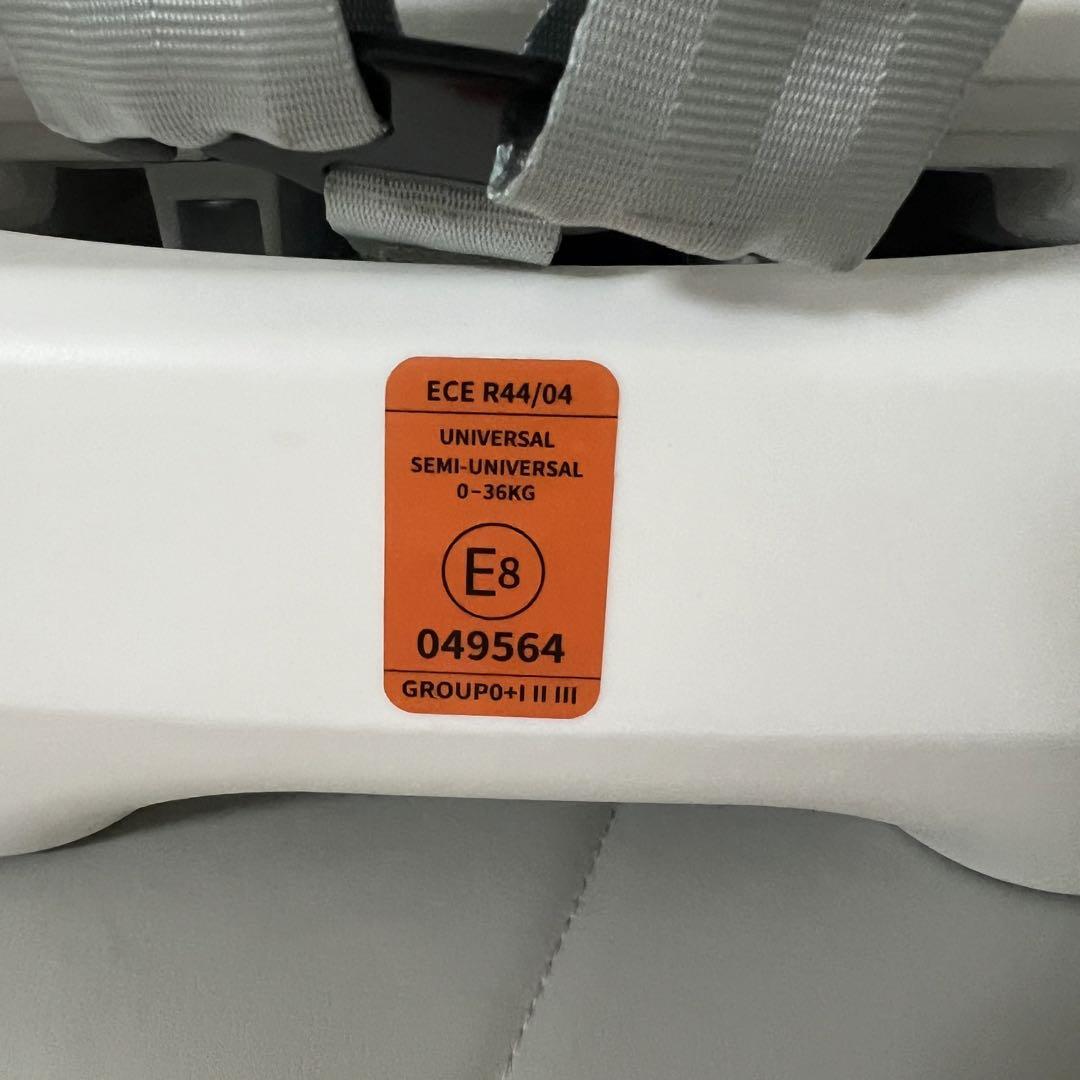 ECE R44/04
UNIVERSAL
SEMI-UNIVERSAL
0-36KG
E8
049564
GROUP0+I II III